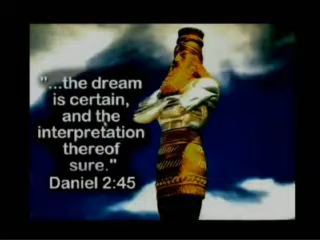 "...the dream
is certain,
and the
interpretation
thereof
sure."
Daniel 2:45